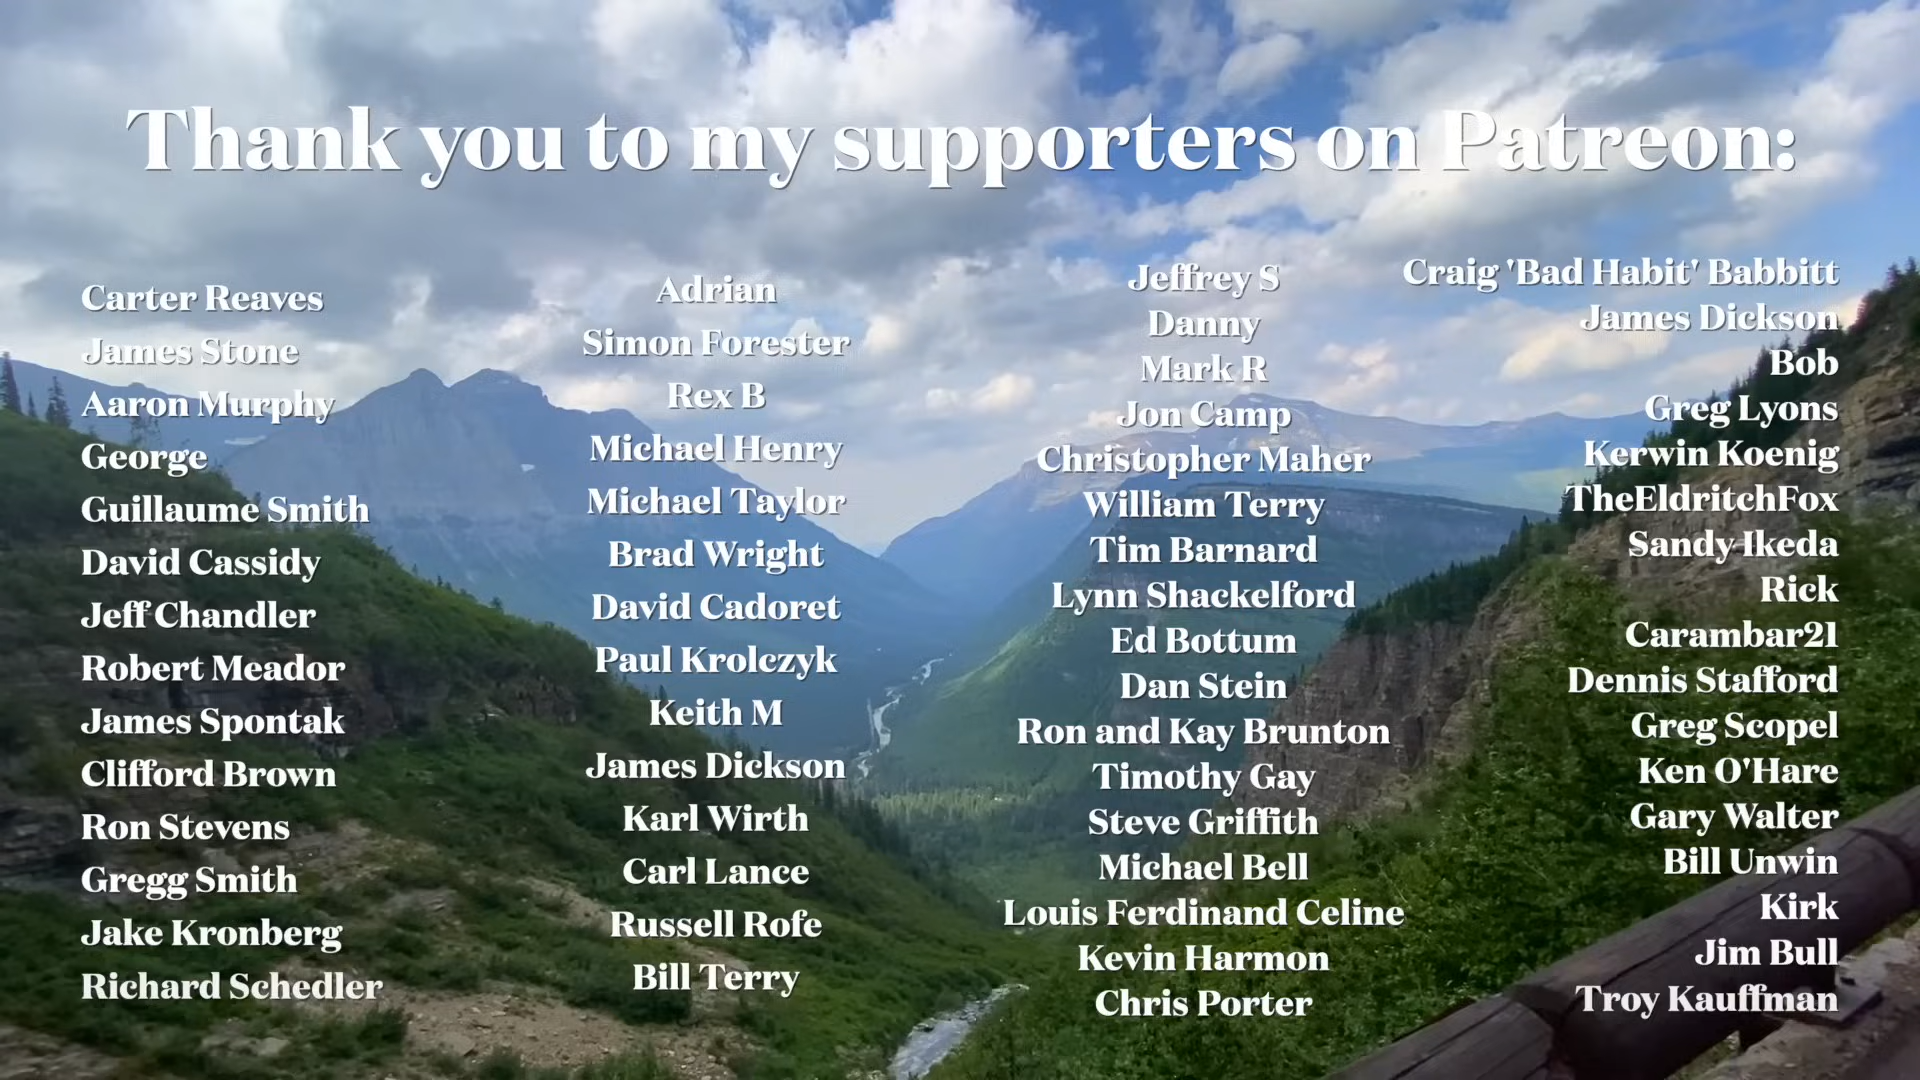 Thank you to my supporters on Patreon:
Carter Reaves
James Stone
Aaron Murphy
George
Guillaume Smith
David Cassidy
Jeff Chandler
Robert Meador
James Spontak
Clifford Brown
Ron Stevens
Gregg Smith
Jake Kronberg
Richard Schedler
Adrian
Simon Forester
Rex B
Michael Henry
Michael Taylor
Brad Wright
David Cadoret
Paul Krolczyk
Keith M
James Dickson
Karl Wirth
Carl Lance
Russell Rofe
Bill Terry
Jeffrey S
Danny
Mark R
Jon Camp
Christopher Maher
William Terry
Tim Barnard
Lynn Shackelford
Ed Bottum
Dan Stein
Ron and Kay Brunton
Timothy Gay
Steve Griffith
Michael Bell
Louis Ferdinand Celine
Kevin Harmon
Chris Porter
Craig 'Bad Habit' Babbitt
James Dickson
Bob
Greg Lyons
Kerwin Koenig
TheEldritchFox
Sandy Ikeda
Rick
Carambar21
Dennis Stafford
Greg Scopel
Ken O'Hare
Gary Walter
Bill Unwin
Kirk
Jim Bull
Troy Kauffman